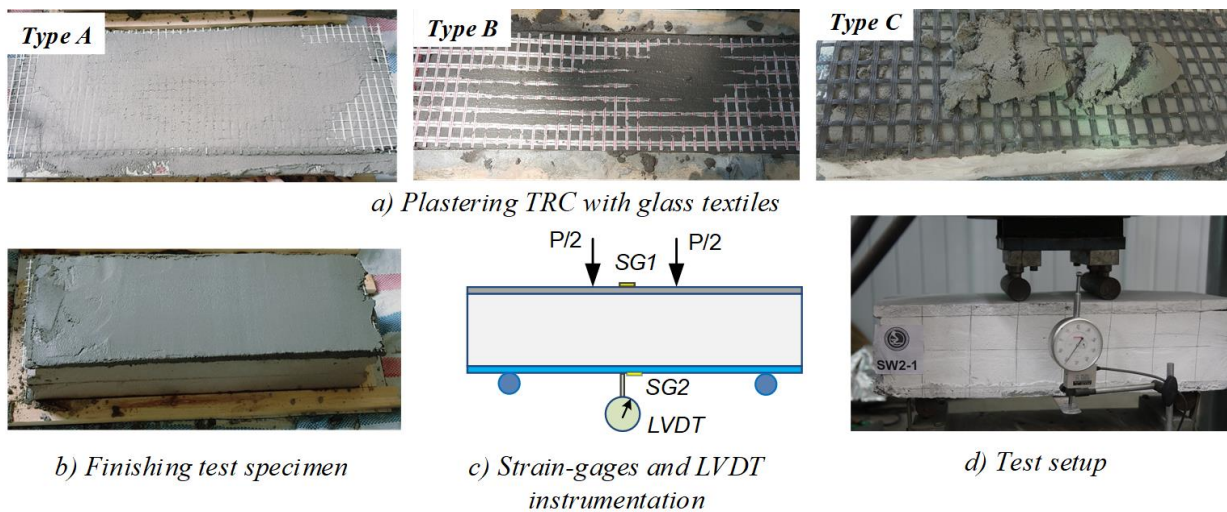 Type A
Type B
Type C
a) Plastering TRC with glass textiles
P/2
P/2
SG1
SG2
LVDT
SW2-1
b) Finishing test specimen
c) Strain-gages and LVDT
instrumentation
d) Test setup